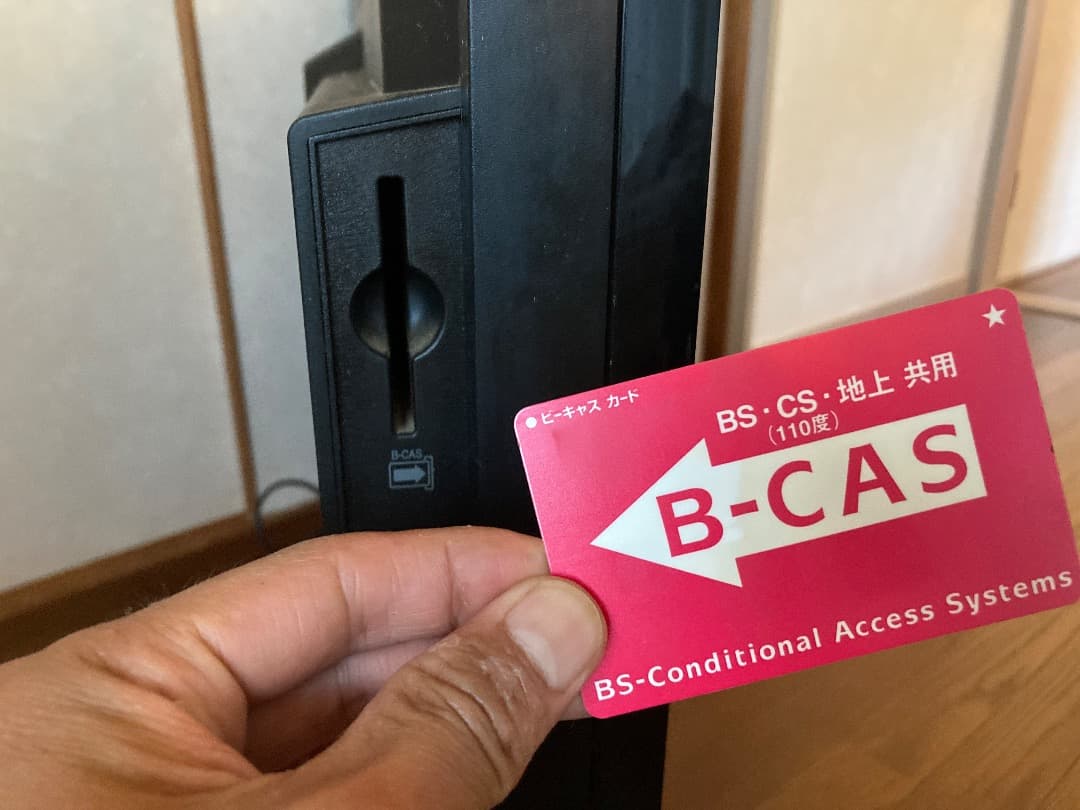 B-CAS
●ビーキャス カード
★
BS・CS・地上 共用
(110度)
B-CAS
BS-Conditional Access Systems